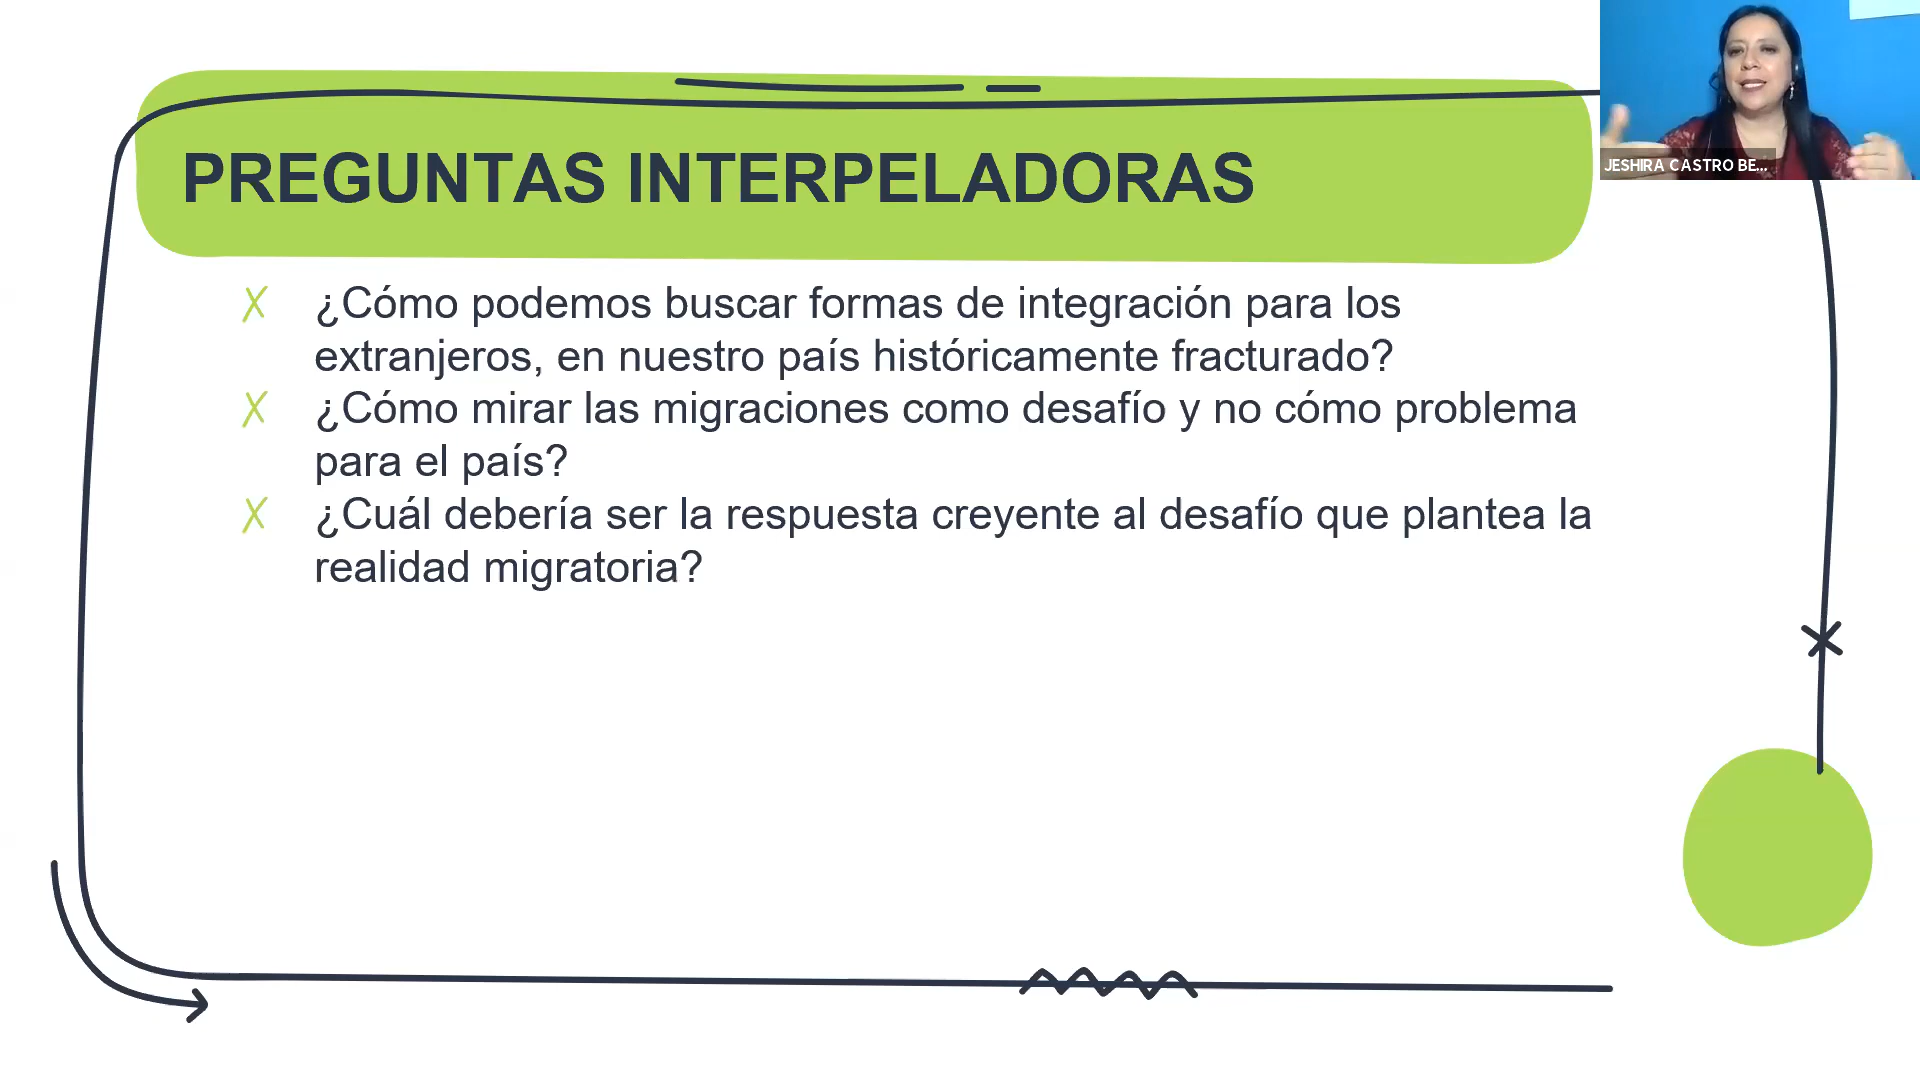 PREGUNTAS INTERPELADORAS
JESHIRA CASTRO BE...
¿Cómo podemos buscar formas de integración para los
extranjeros, en nuestro país históricamente fracturado?
¿Cómo mirar las migraciones como desafío y no cómo problema
para el país?
¿Cuál debería ser la respuesta creyente al desafío que plantea la
realidad migratoria?